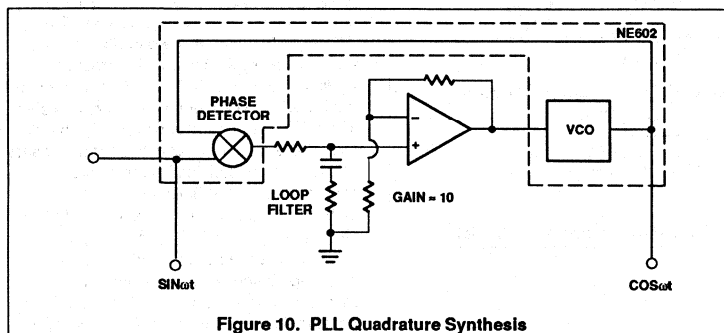 NE602
PHASE
DETECTOR
−
+
VCO
LOOP
FILTER
GAIN ≈ 10
SINωt
COSωt
Figure 10. PLL Quadrature Synthesis